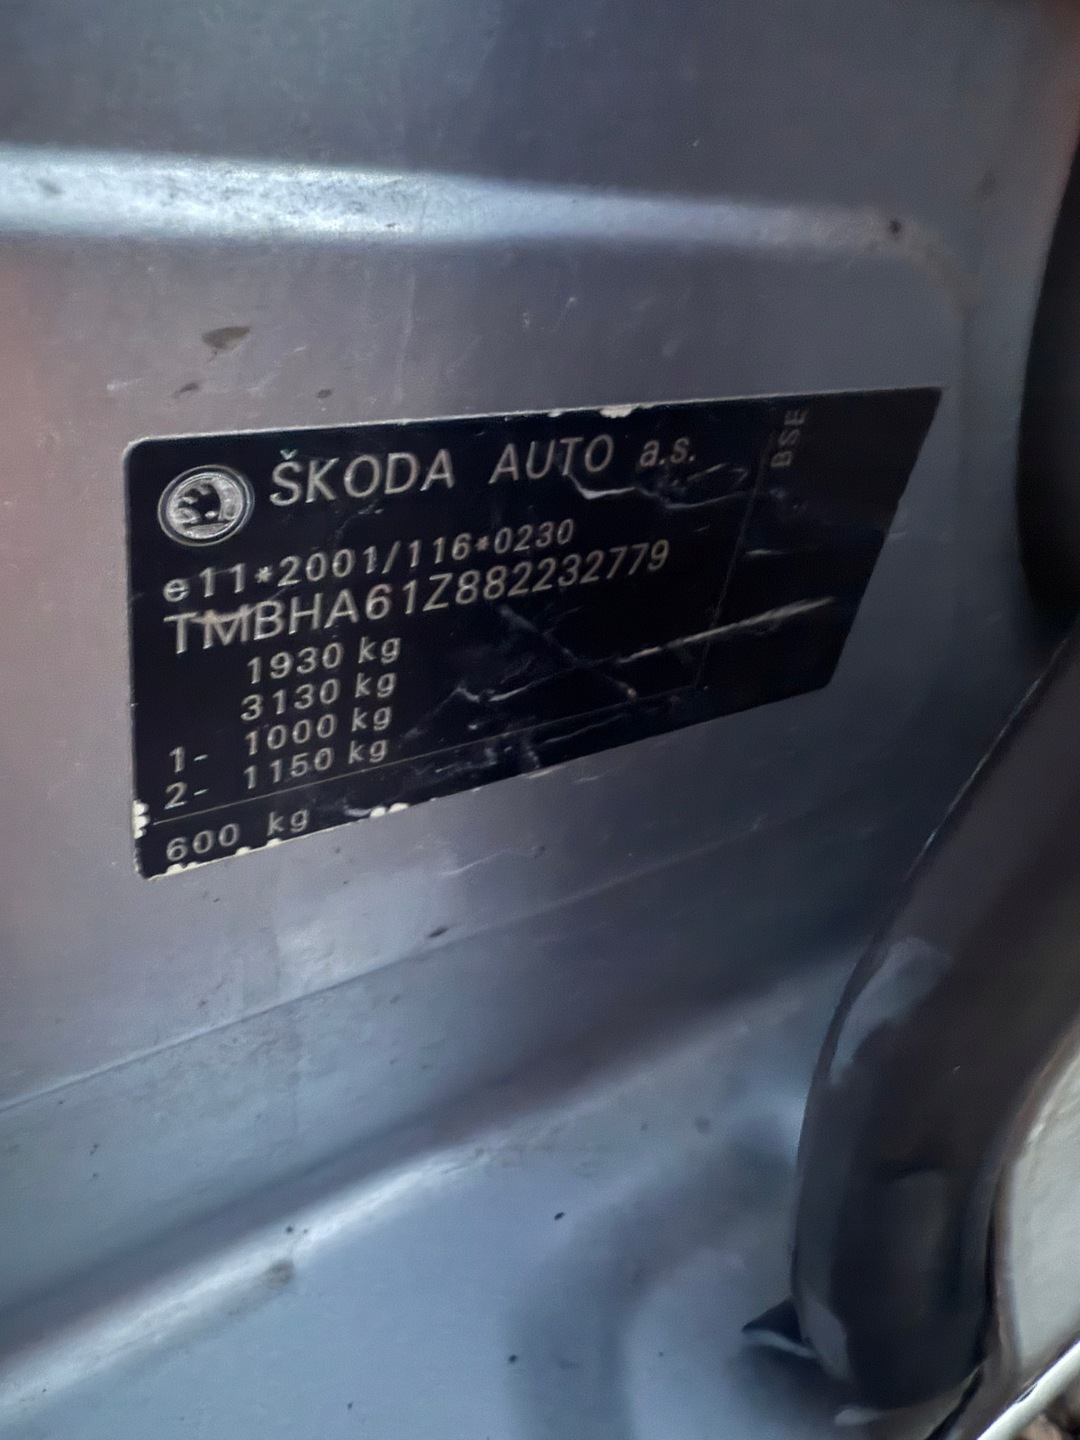 ŠKODA AUTO a.s.
BSE
e11*2001/116*0230
TMBHA61Z882232779
1930 kg
3130 kg
1- 1000 kg
2- 1150 kg
600 kg